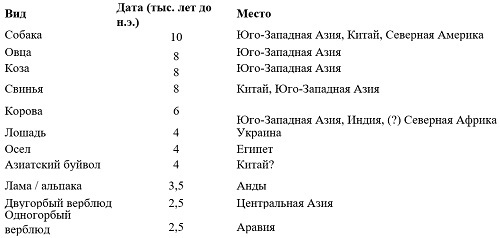 Вид Дата (тыс. лет до н.э.) Место
Собака 10 Юго-Западная Азия, Китай, Северная Америка
Овца 8 Юго-Западная Азия
Коза 8 Юго-Западная Азия
Свинья 8 Китай, Юго-Западная Азия
Корова 6 Юго-Западная Азия, Индия, (?) Северная Африка
Лошадь 4 Украина
Осел 4 Египет
Азиатский буйвол 4 Китай?
Лама / альпака 3,5 Анды
Двугорбый верблюд 2,5 Центральная Азия
Одногорбый
верблюд 2,5 Аравия